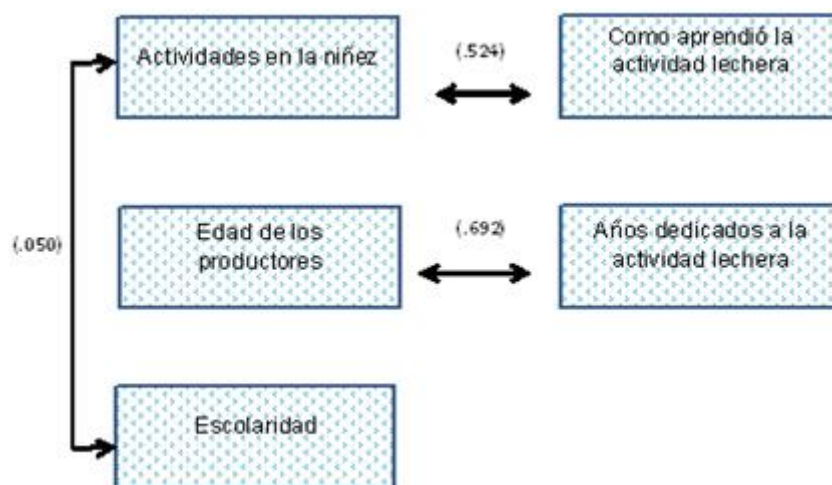 Actividades en la niñez
(.524)
Como aprendió la
actividad lechera
(.050)
Edad de los
productores
(.692)
Años dedicados a la
actividad lechera
Escolaridad